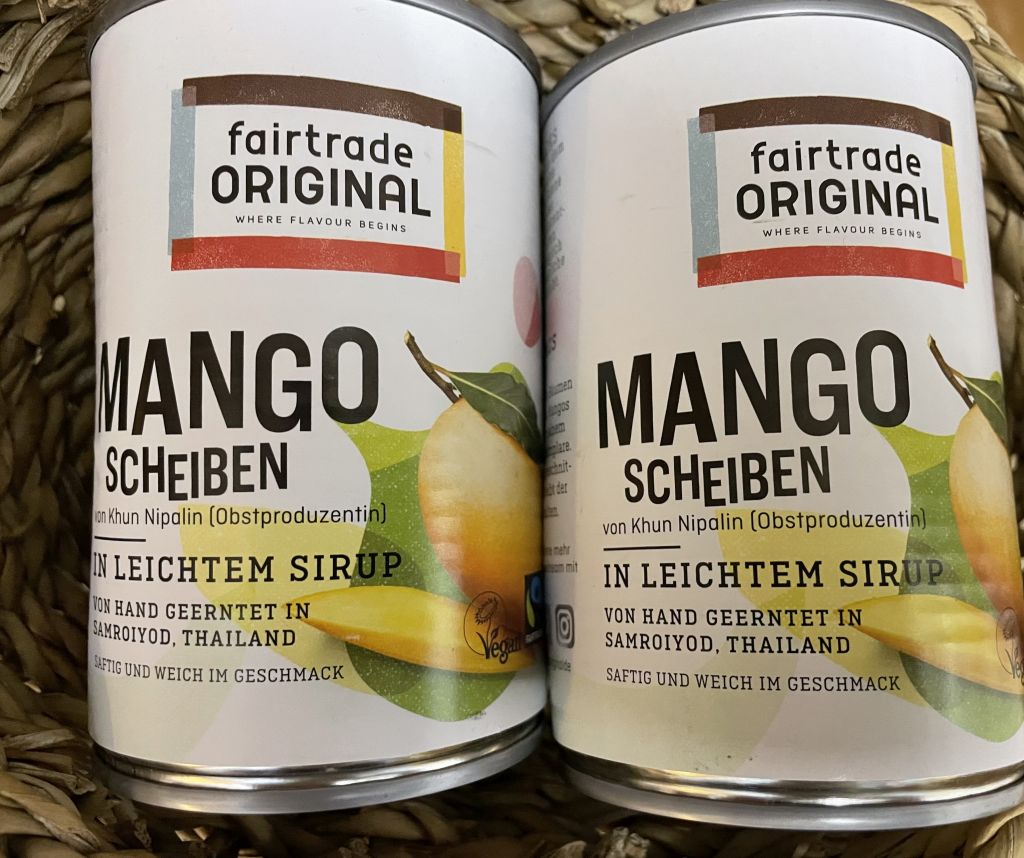 fairtrade
ORIGINAL
WHERE FLAVOUR BEGINS
MANGO
SCHEIBEN
von Khun Nipalin (Obstproduzentin)
IN LEICHTEM SIRUP
VON HAND GEERNTET IN
SAMROIYOD, THAILAND
SAFTIG UND WEICH IM GESCHMACK
Vegan
fairtrade
ORIGINAL
WHERE FLAVOUR BEGINS
MANGO
SCHEIBEN
von Khun Nipalin (Obstproduzentin)
IN LEICHTEM SIRUP
VON HAND GEERNTET IN
SAMROIYOD, THAILAND
SAFTIG UND WEICH IM GESCHMACK